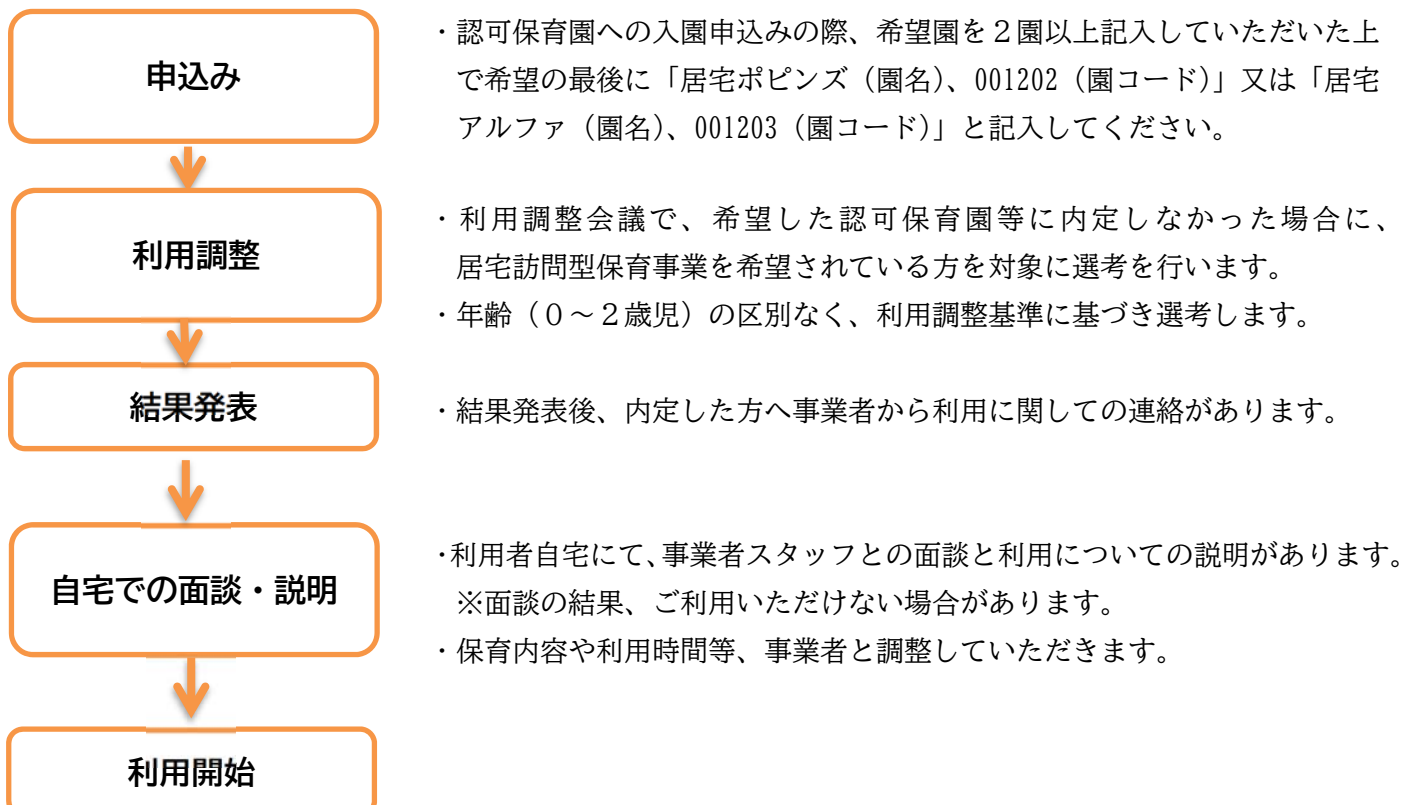 申込み
・認可保育園への入園申込みの際、希望園を２園以上記入していただいた上
で希望の最後に「居宅ポピンズ（園名）、001202（園コード）」又は「居宅
アルファ（園名）、001203（園コード）」と記入してください。
利用調整
・利用調整会議で、希望した認可保育園等に内定しなかった場合に、
居宅訪問型保育事業を希望されている方を対象に選考を行います。
・年齢（０～２歳児）の区別なく、利用調整基準に基づき選考します。
結果発表
・結果発表後、内定した方へ事業者から利用に関しての連絡があります。
自宅での面談・説明
・利用者自宅にて、事業者スタッフとの面談と利用についての説明があります。
※面談の結果、ご利用いただけない場合があります。
・保育内容や利用時間等、事業者と調整していただきます。
利用開始